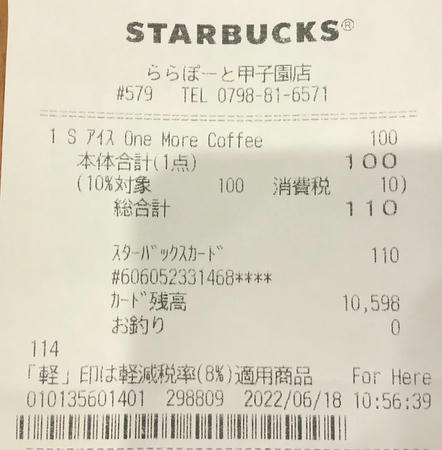 STARBUCKS®
ららぽーと甲子園店
#579 TEL 0798-81-6571
1 S アイス One More Coffee 100
本体合計(1点) 100
(10%対象 100 消費税 10)
総合計 110
スターバックスカード 110
#606052331468****
カード残高 10,598
お釣り 0
114
「軽」印は軽減税率(8%)適用商品 For Here
010135601401 298809 2022/06/18 10:56:39